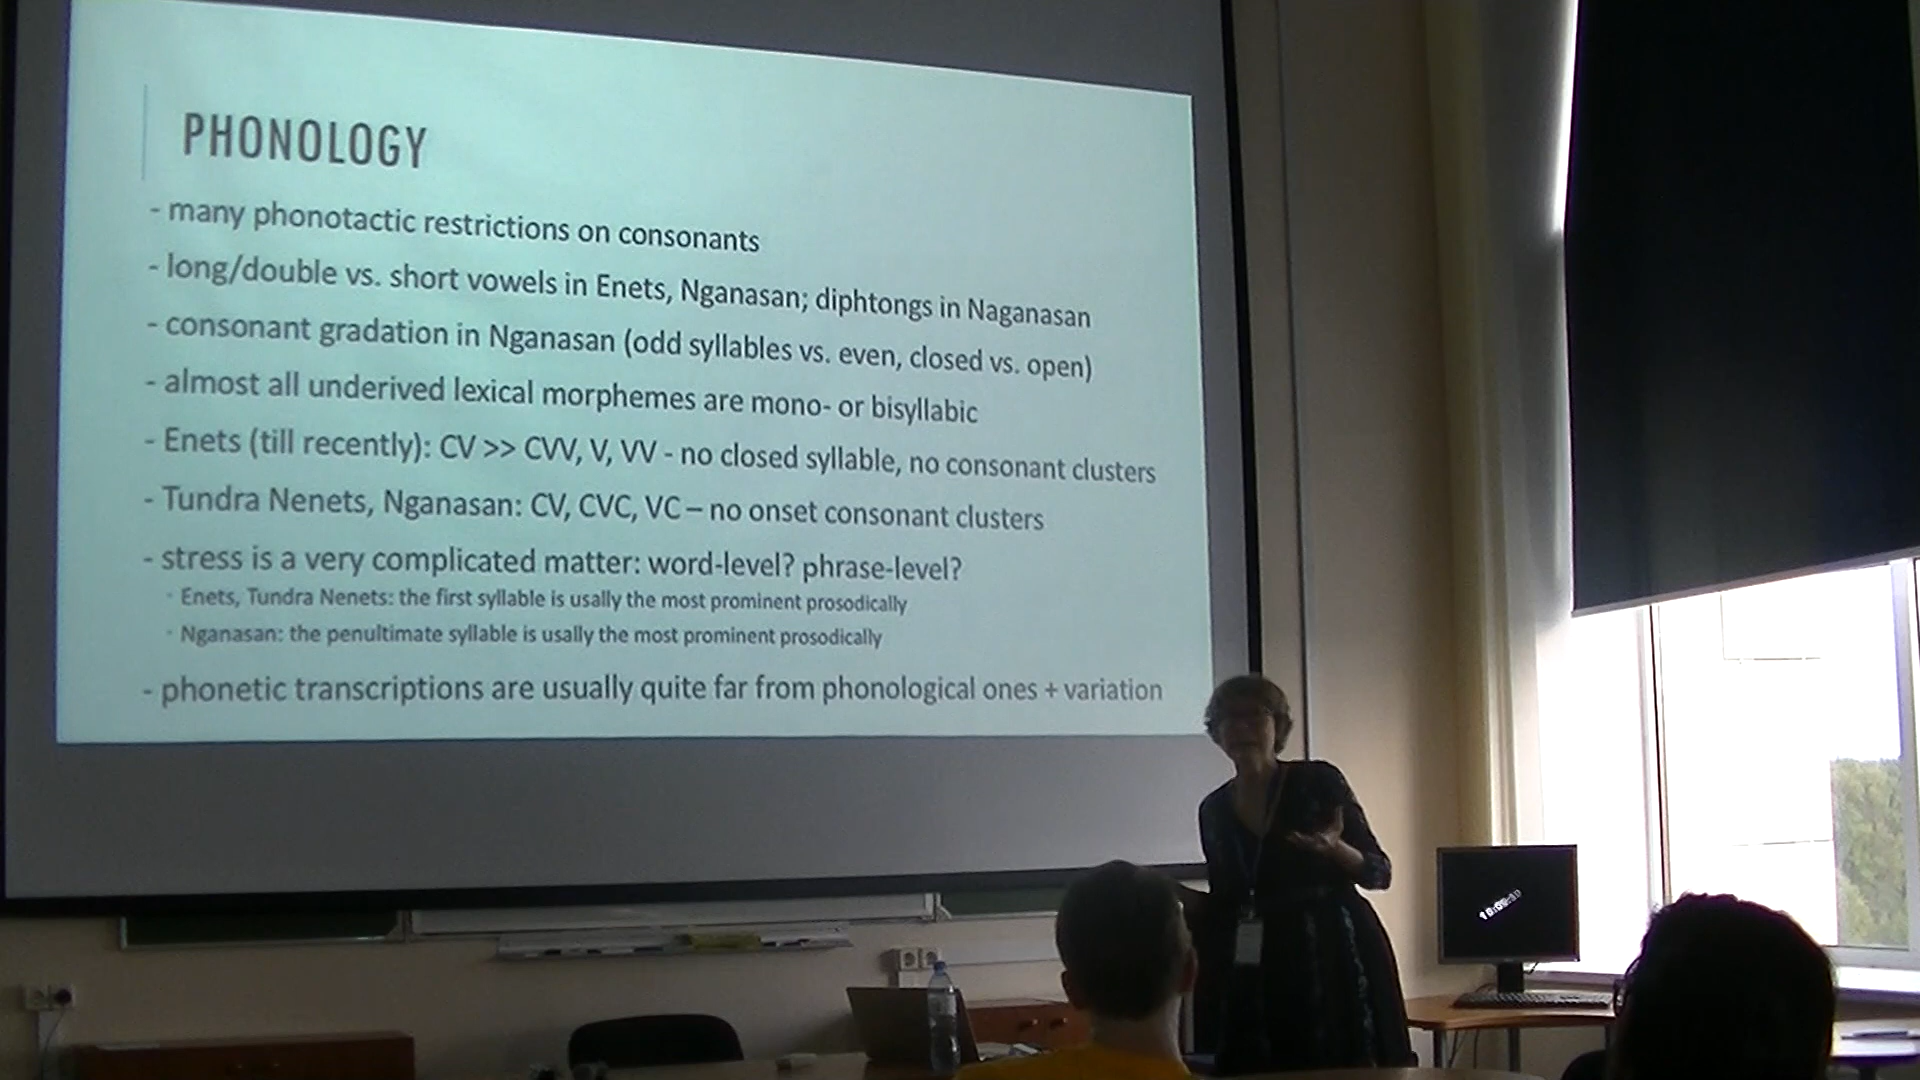 PHONOLOGY
- many phonotactic restrictions on consonants
- long/double vs. short vowels in Enets, Nganasan; diphtongs in Naganasan
- consonant gradation in Nganasan (odd syllables vs. even, closed vs. open)
- almost all underived lexical morphemes are mono- or bisyllabic
- Enets (till recently): CV >> CVV, V, VV - no closed syllable, no consonant clusters
- Tundra Nenets, Nganasan: CV, CVC, VC – no onset consonant clusters
- stress is a very complicated matter: word-level? phrase-level?
Enets, Tundra Nenets: the first syllable is usally the most prominent prosodically
Nganasan: the penultimate syllable is usally the most prominent prosodically
- phonetic transcriptions are usually quite far from phonological ones + variation